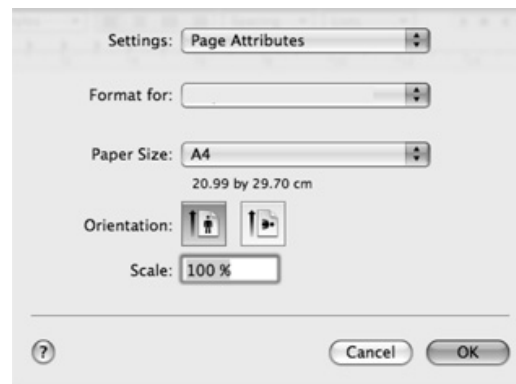 Settings: Page Attributes
Format for:
Paper Size: A4
20.99 by 29.70 cm
Orientation:
Scale: 100 %
? Cancel OK